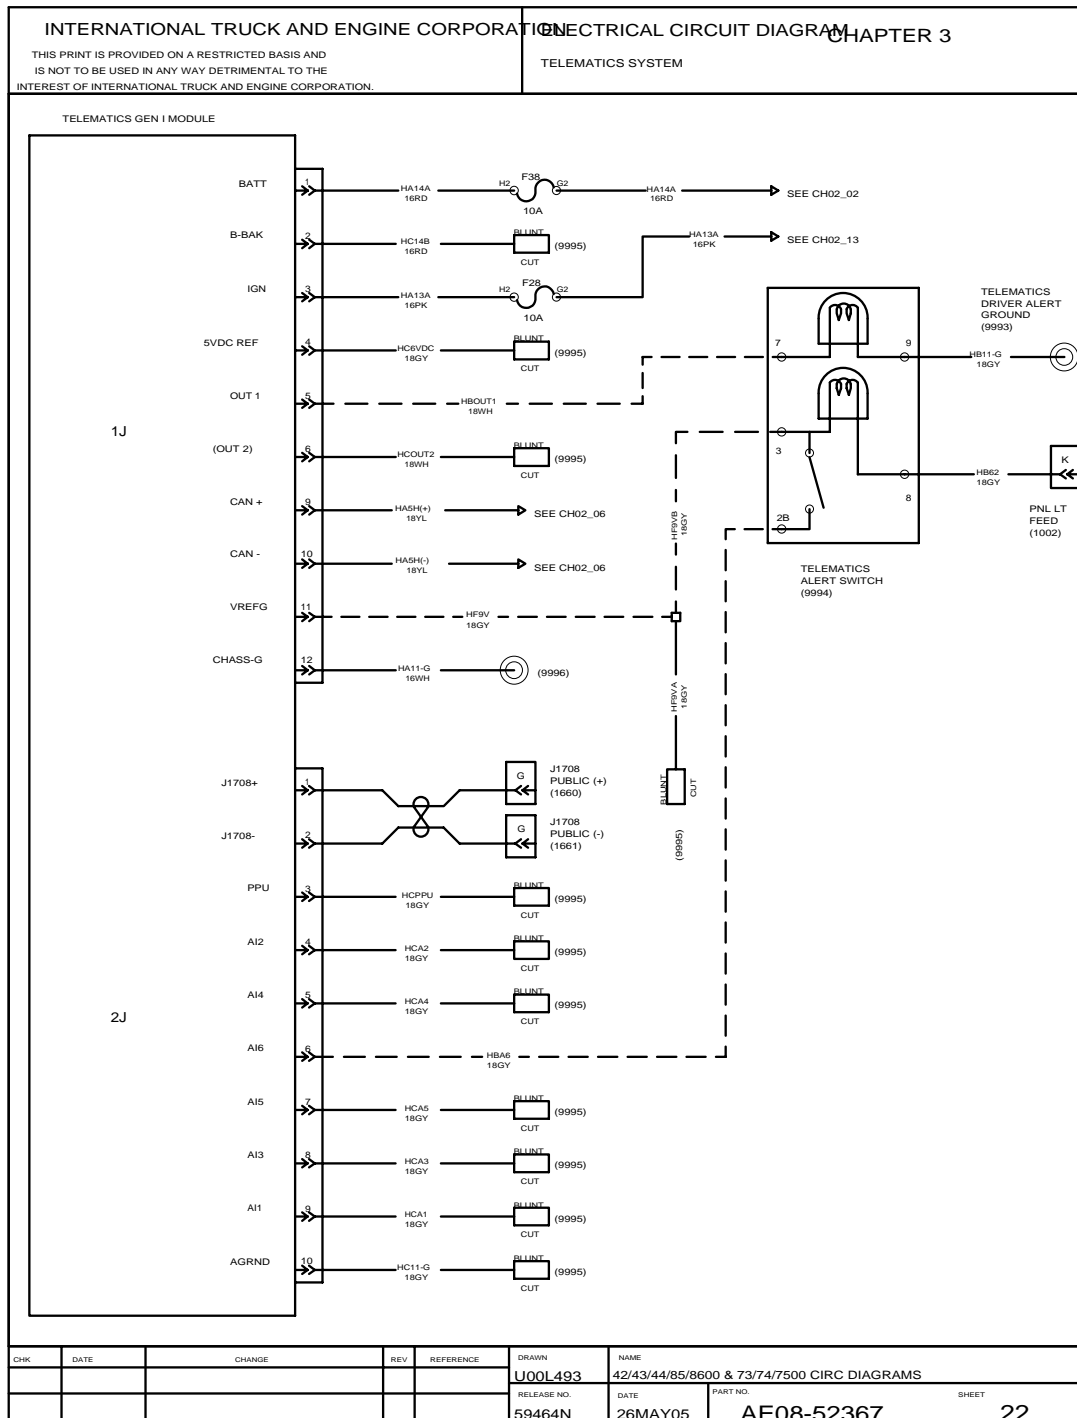 INTERNATIONAL TRUCK AND ENGINE CORPORATION
ELECTRICAL CIRCUIT DIAGRAM
CHAPTER 3
THIS PRINT IS PROVIDED ON A RESTRICTED BASIS AND
IS NOT TO BE USED IN ANY WAY DETRIMENTAL TO THE
INTEREST OF INTERNATIONAL TRUCK AND ENGINE CORPORATION.
TELEMATICS SYSTEM
TELEMATICS GEN I MODULE
BATT 1 HA14A 16RD H2 F38 G2 10A HA14A 16RD SEE CH02_02
B-BAK 2 HC14B 16RD BLUNT CUT (9995) HA13A 16PK SEE CH02_13
IGN 3 HA13A 16PK H2 F28 G2 10A
TELEMATICS
DRIVER ALERT
GROUND
(9993)
5VDC REF 4 HC6VDC 18GY BLUNT CUT (9995)
7 9 HB11-G 18GY
OUT 1 5 HBOUT1 18WH
1J
(OUT 2) 6 HCOUT2 18WH BLUNT CUT (9995)
3 8 HB62 18GY K
PNL LT
FEED
(1002)
CAN + 9 HA5H(+) 18YL SEE CH02_06
2B
HF9VB 18GY
CAN - 10 HA5H(-) 18YL SEE CH02_06
TELEMATICS
ALERT SWITCH
(9994)
VREFG 11 HF9V 18GY
CHASS-G 12 HA11-G 16WH (9996)
HF9VA 18GY
BLUNT CUT (9995)
J1708+ 1 G
J1708
PUBLIC (+)
(1660)
J1708- 2 G
J1708
PUBLIC (-)
(1661)
PPU 3 HCPPU 18GY BLUNT CUT (9995)
AI2 4 HCA2 18GY BLUNT CUT (9995)
AI4 5 HCA4 18GY BLUNT CUT (9995)
2J
AI6 6 HBA6 18GY
AI5 7 HCA5 18GY BLUNT CUT (9995)
AI3 8 HCA3 18GY BLUNT CUT (9995)
AI1 9 HCA1 18GY BLUNT CUT (9995)
AGRND 10 HC11-G 18GY BLUNT CUT (9995)
CHK DATE CHANGE REV REFERENCE
DRAWN
U00L493
NAME
42/43/44/85/8600 & 73/74/7500 CIRC DIAGRAMS
RELEASE NO.
59464N
DATE
26MAY05
PART NO.
AE08-52367
SHEET
22